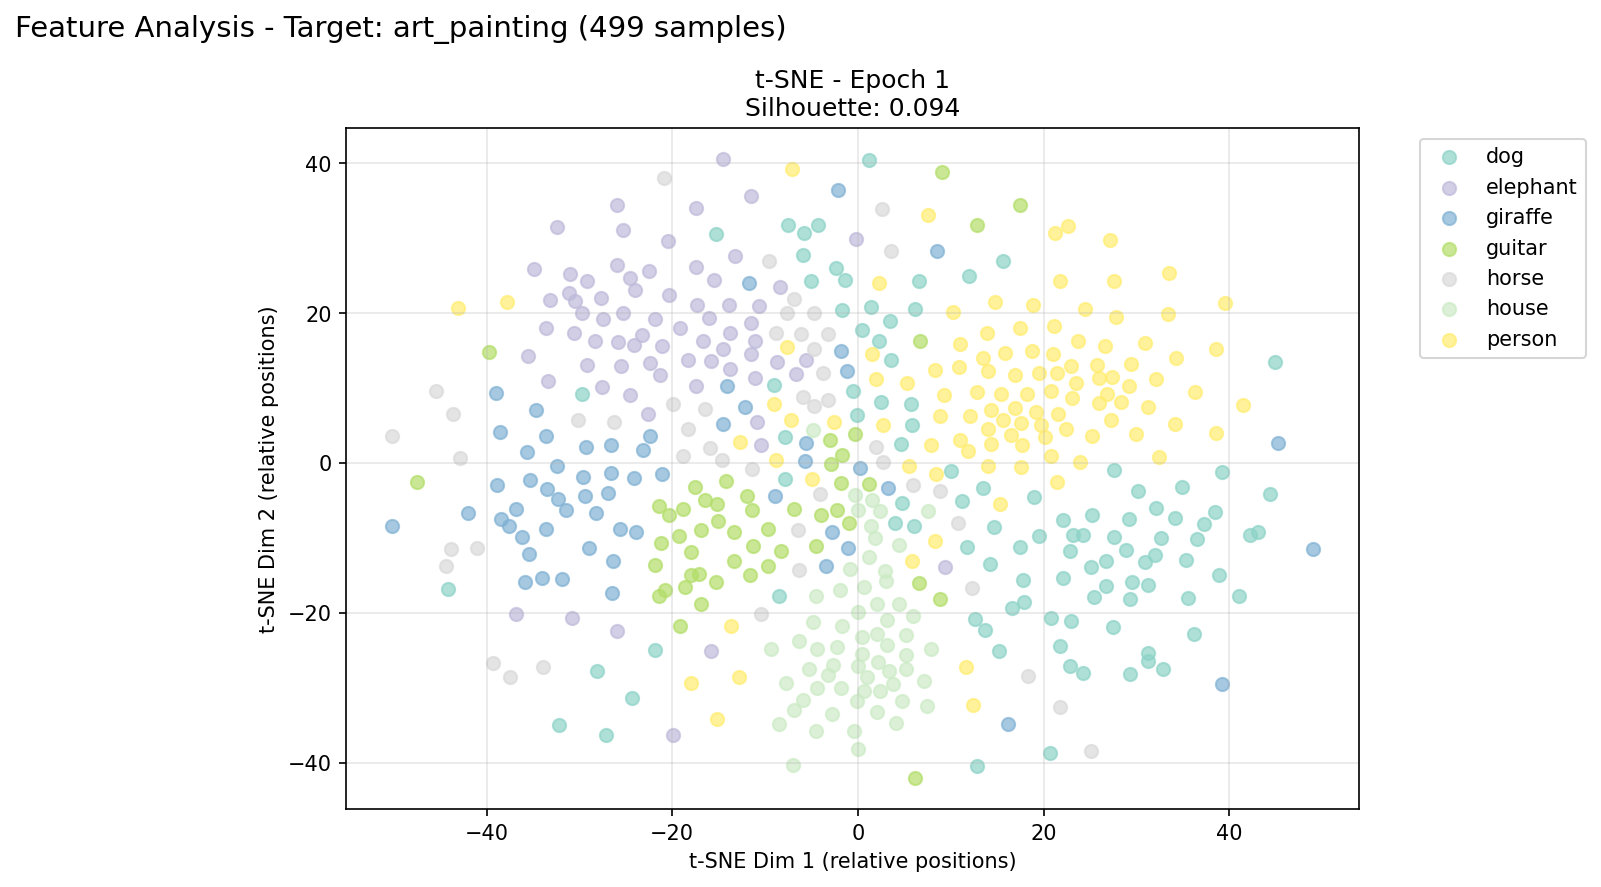 Feature Analysis - Target: art_painting (499 samples)
t-SNE - Epoch 1
Silhouette: 0.094
40
20
0
−20
−40
t-SNE Dim 2 (relative positions)
−40
−20
0
20
40
t-SNE Dim 1 (relative positions)
dog
elephant
giraffe
guitar
horse
house
person